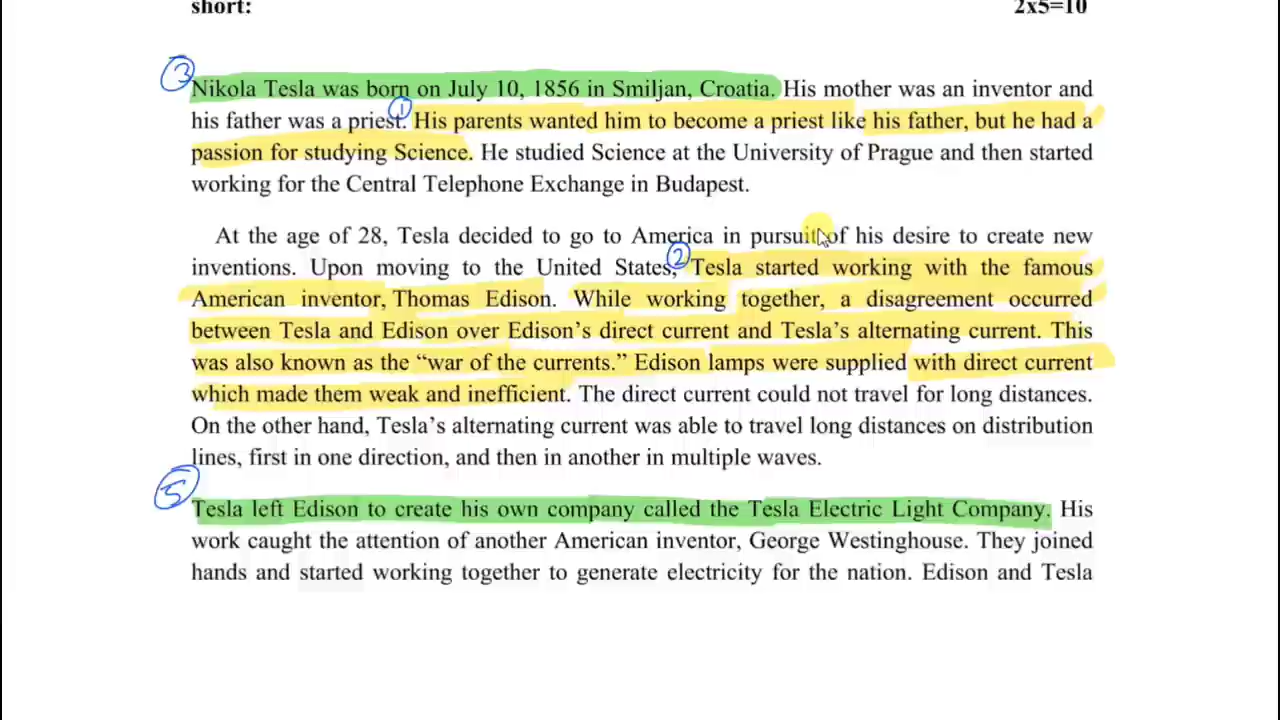 short: 2x5=10
3
Nikola Tesla was born on July 10, 1856 in Smiljan, Croatia. His mother was an inventor and
1
his father was a priest. His parents wanted him to become a priest like his father, but he had a
passion for studying Science. He studied Science at the University of Prague and then started
working for the Central Telephone Exchange in Budapest.
At the age of 28, Tesla decided to go to America in pursuit of his desire to create new
2
inventions. Upon moving to the United States, Tesla started working with the famous
American inventor, Thomas Edison. While working together, a disagreement occurred
between Tesla and Edison over Edison’s direct current and Tesla’s alternating current. This
was also known as the “war of the currents.” Edison lamps were supplied with direct current
which made them weak and inefficient. The direct current could not travel for long distances.
On the other hand, Tesla’s alternating current was able to travel long distances on distribution
lines, first in one direction, and then in another in multiple waves.
5
Tesla left Edison to create his own company called the Tesla Electric Light Company. His
work caught the attention of another American inventor, George Westinghouse. They joined
hands and started working together to generate electricity for the nation. Edison and Tesla